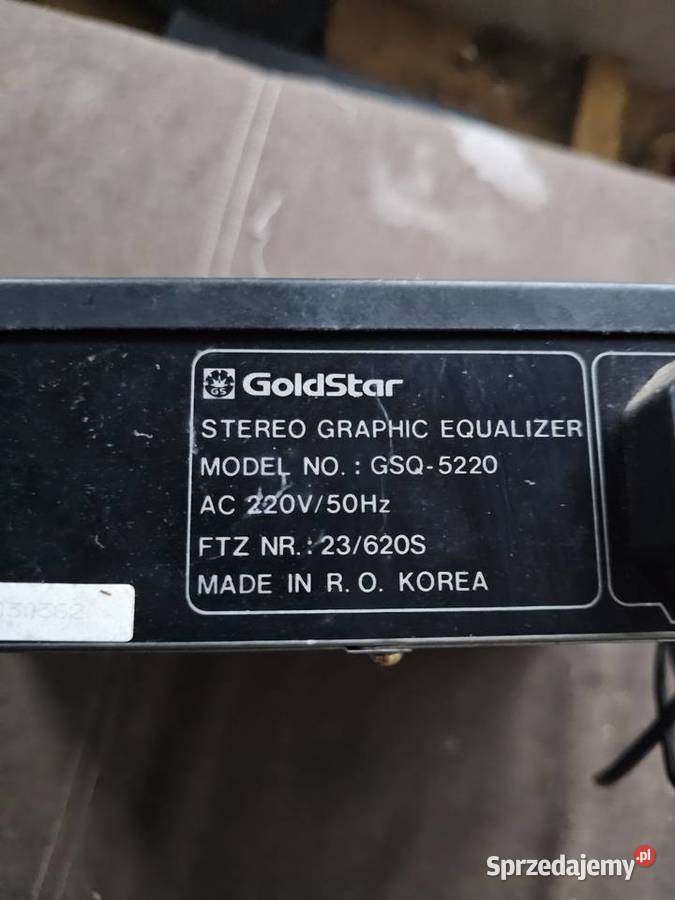 GS GoldStar
STEREO GRAPHIC EQUALIZER
MODEL NO. : GSQ-5220
AC 220V/50Hz
FTZ NR.: 23/620S
MADE IN R. O. KOREA
Sprzedajemy.pl